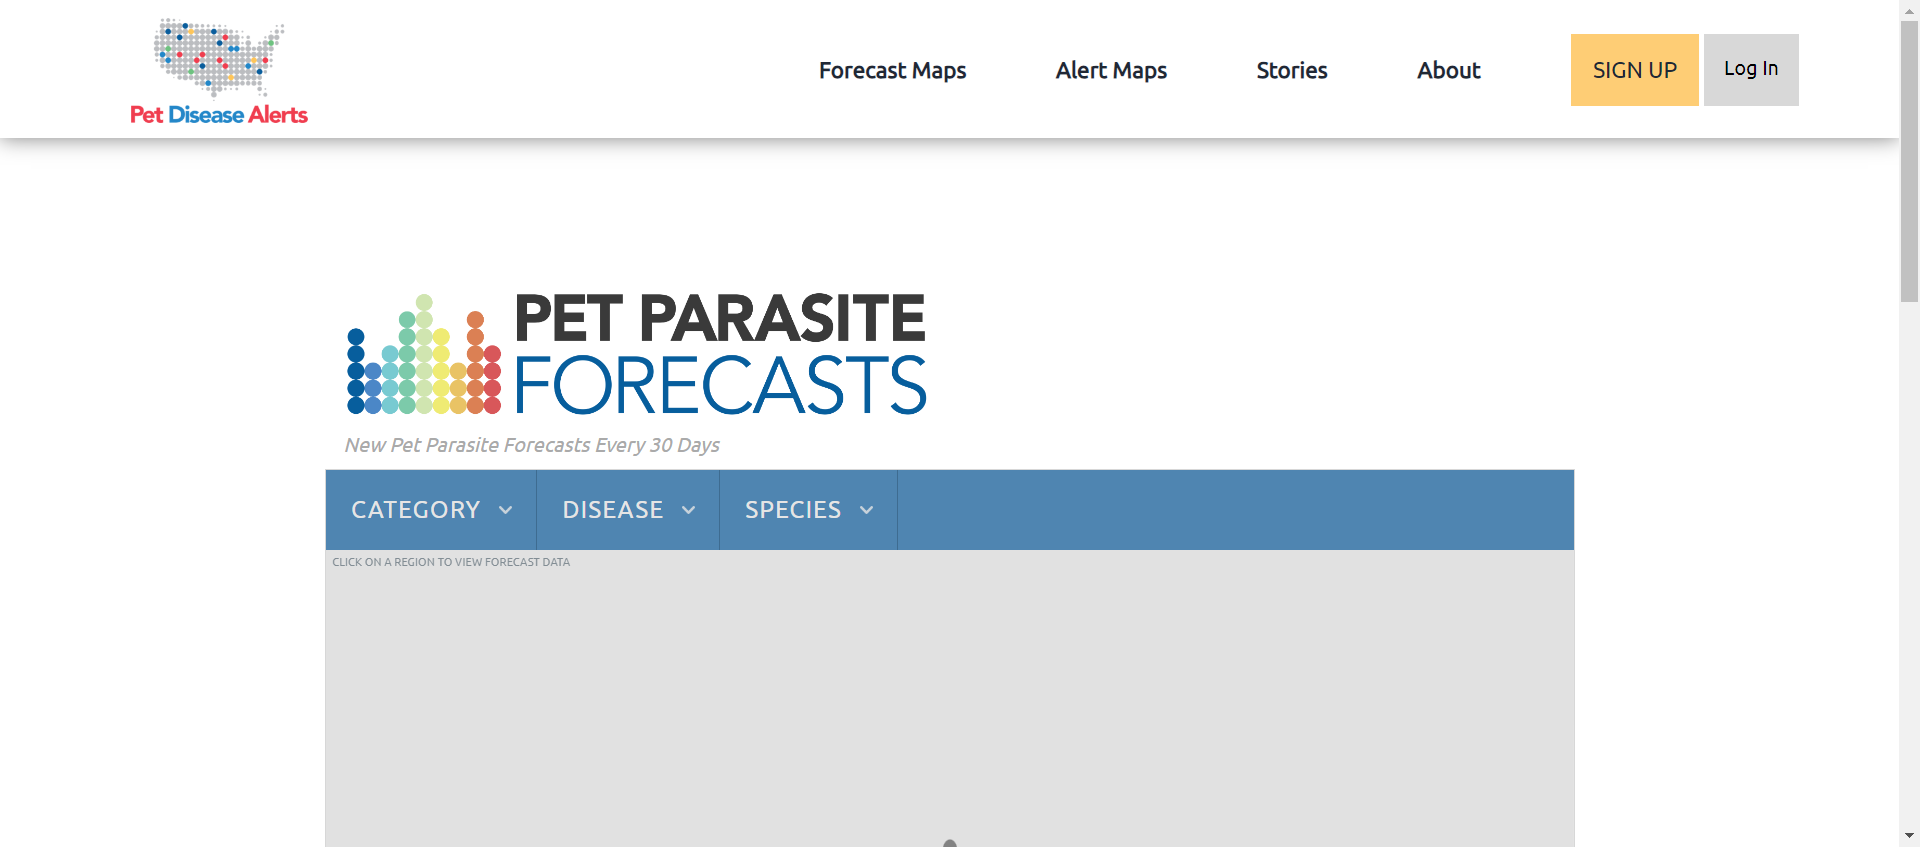 Pet Disease Alerts
Forecast Maps
Alert Maps
Stories
About
SIGN UP
Log In
PET PARASITE
FORECASTS
New Pet Parasite Forecasts Every 30 Days
CATEGORY
DISEASE
SPECIES
CLICK ON A REGION TO VIEW FORECAST DATA